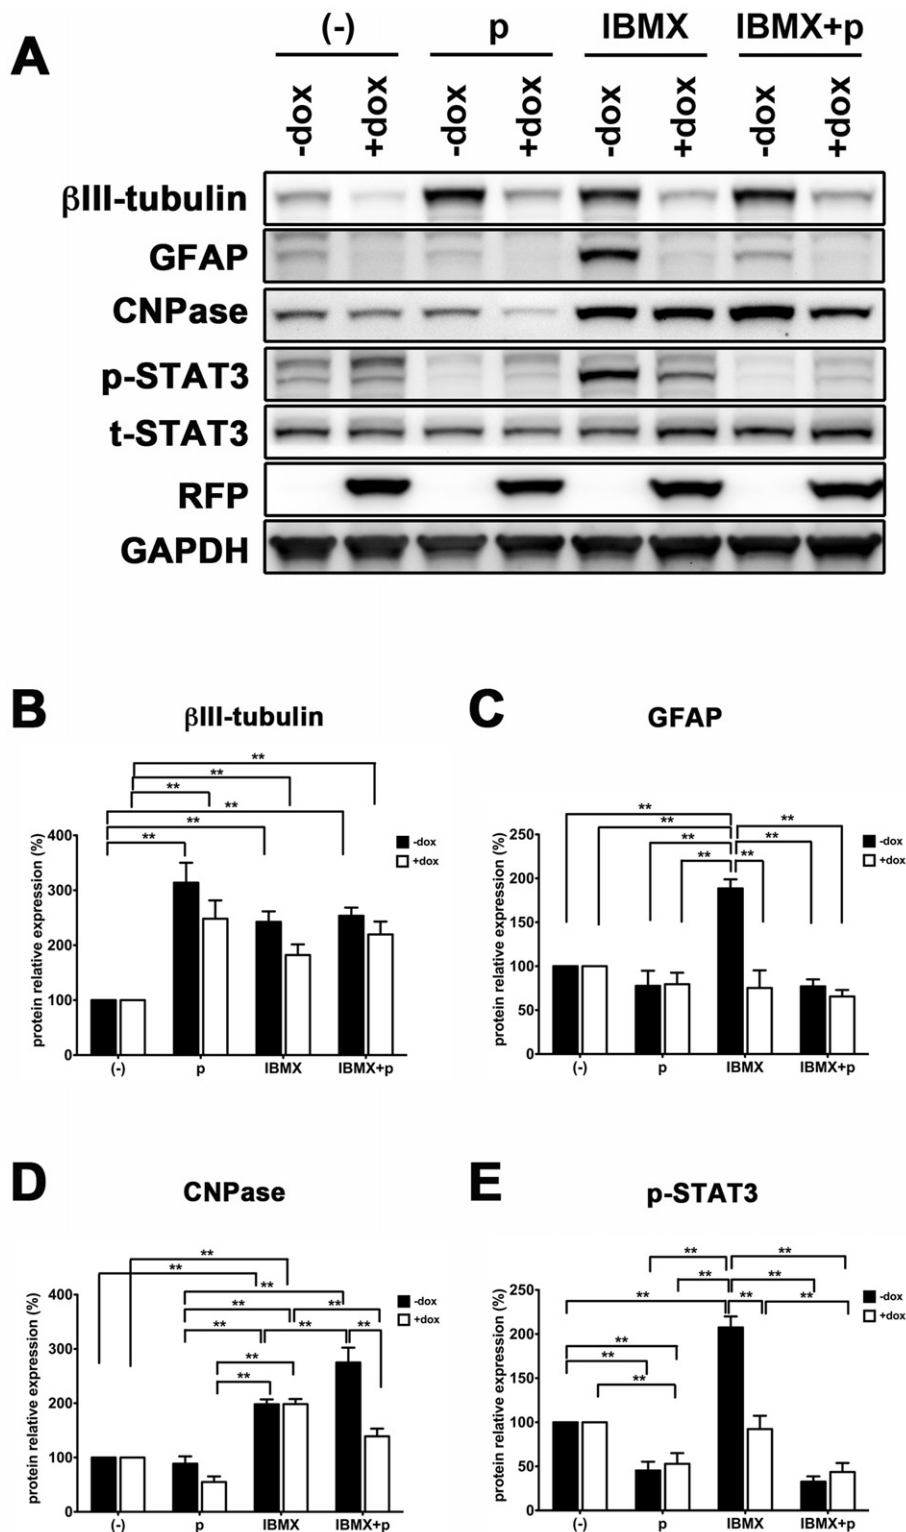 A
(-) p IBMX IBMX+p
-dox +dox -dox +dox -dox +dox -dox +dox
βIII-tubulin
GFAP
CNPase
p-STAT3
t-STAT3
RFP
GAPDH
B
βIII-tubulin
protein relative expression (%)
400
300
200
100
0
** ** ** ** ** **
-dox
+dox
(-) p IBMX IBMX+p
C
GFAP
protein relative expression (%)
250
200
150
100
50
0
** ** ** ** ** ** **
-dox
+dox
(-) p IBMX IBMX+p
D
CNPase
protein relative expression (%)
400
300
200
100
0
** ** ** ** ** ** ** ** ** **
-dox
+dox
(-) p IBMX IBMX+p
E
p-STAT3
protein relative expression (%)
250
200
150
100
50
0
** ** ** ** ** ** ** ** ** **
-dox
+dox
(-) p IBMX IBMX+p